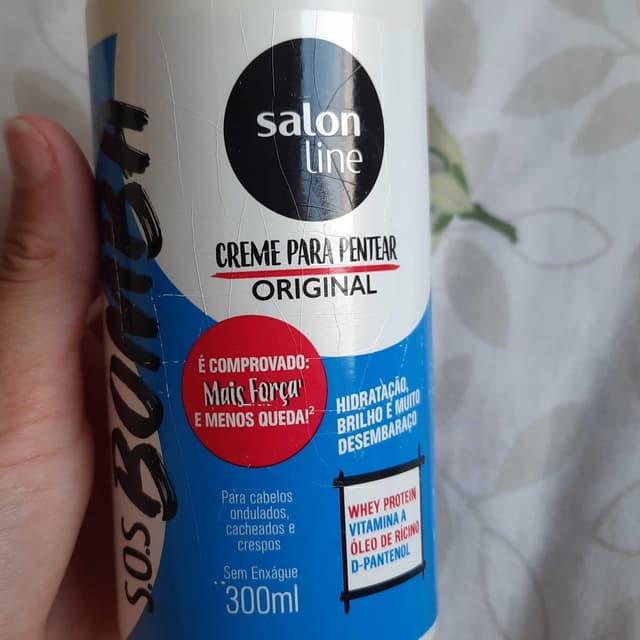 salon
line
CREME PARA PENTEAR
ORIGINAL
S.O.S BOMBA
É COMPROVADO:
Mais Força
E MENOS QUEDA!²
HIDRATAÇÃO,
BRILHO E MUITO
DESEMBARAÇO
Para cabelos
ondulados,
cacheados e
crespos
Sem Enxágue
300ml
WHEY PROTEIN
VITAMINA A
ÓLEO DE RÍCINO
D-PANTENOL